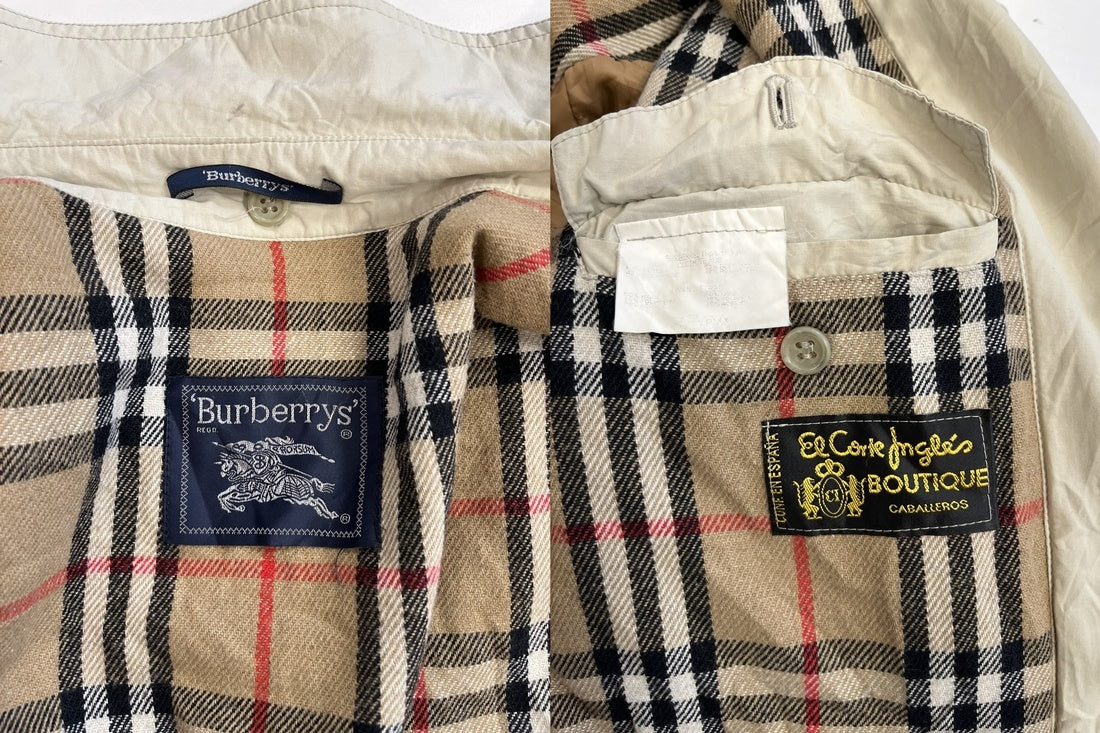 'Burberrys'
'Burberrys'
REGD.
®
PRORSUM
®
El Corte Inglés
BOUTIQUE
CABALLEROS
CONF. EN ESPAÑA